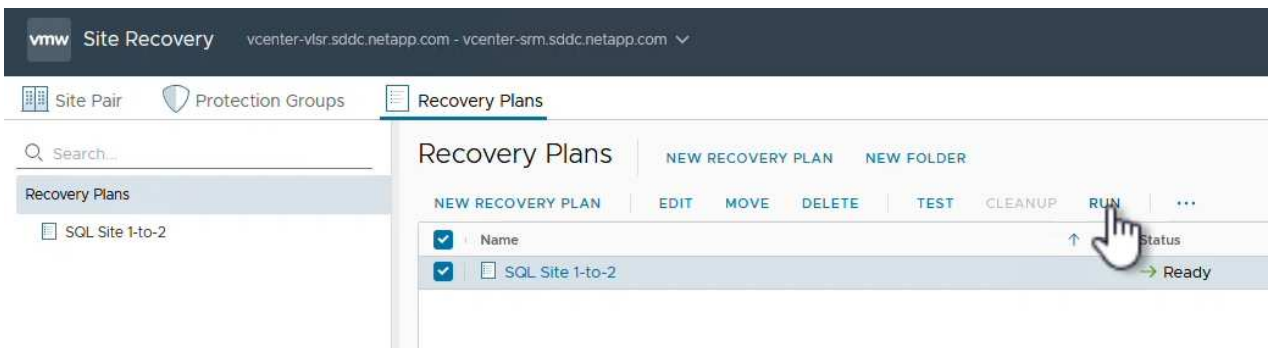 vmw Site Recovery vcenter-vlsr.sddc.netapp.com - vcenter-srm.sddc.netapp.com
Site Pair Protection Groups Recovery Plans
Search...
Recovery Plans NEW RECOVERY PLAN NEW FOLDER
Recovery Plans
NEW RECOVERY PLAN EDIT MOVE DELETE TEST CLEANUP RUN ...
SQL Site 1-to-2
Name Status
SQL Site 1-to-2 Ready